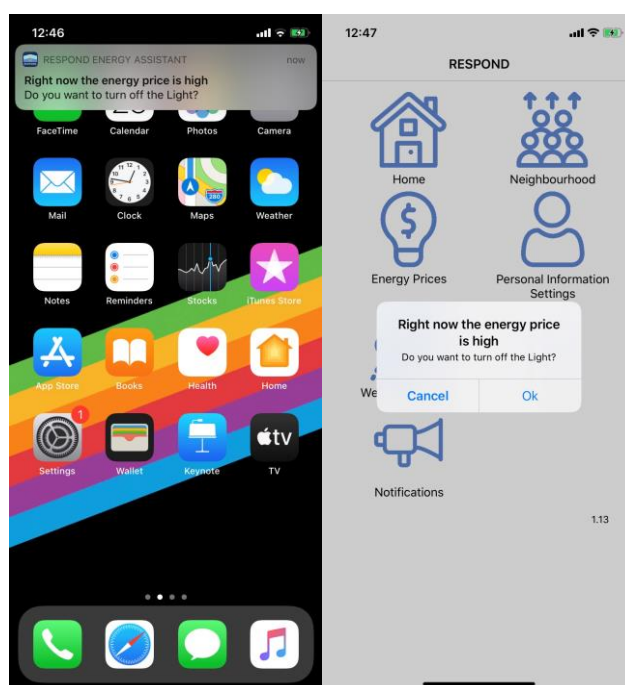 12:46
RESPOND ENERGY ASSISTANT now
Right now the energy price is high
Do you want to turn off the Light?
FaceTime Calendar Photos Camera
12
280
Mail Clock Maps Weather
Notes Reminders Stocks iTunes Store
App Store Books Health Home
1
tv
Settings Wallet Keynote TV
12:47
RESPOND
Home Neighbourhood
$
Energy Prices Personal Information
Settings
Right now the energy price
is high
Do you want to turn off the Light?
We
Cancel Ok
Notifications
1.13